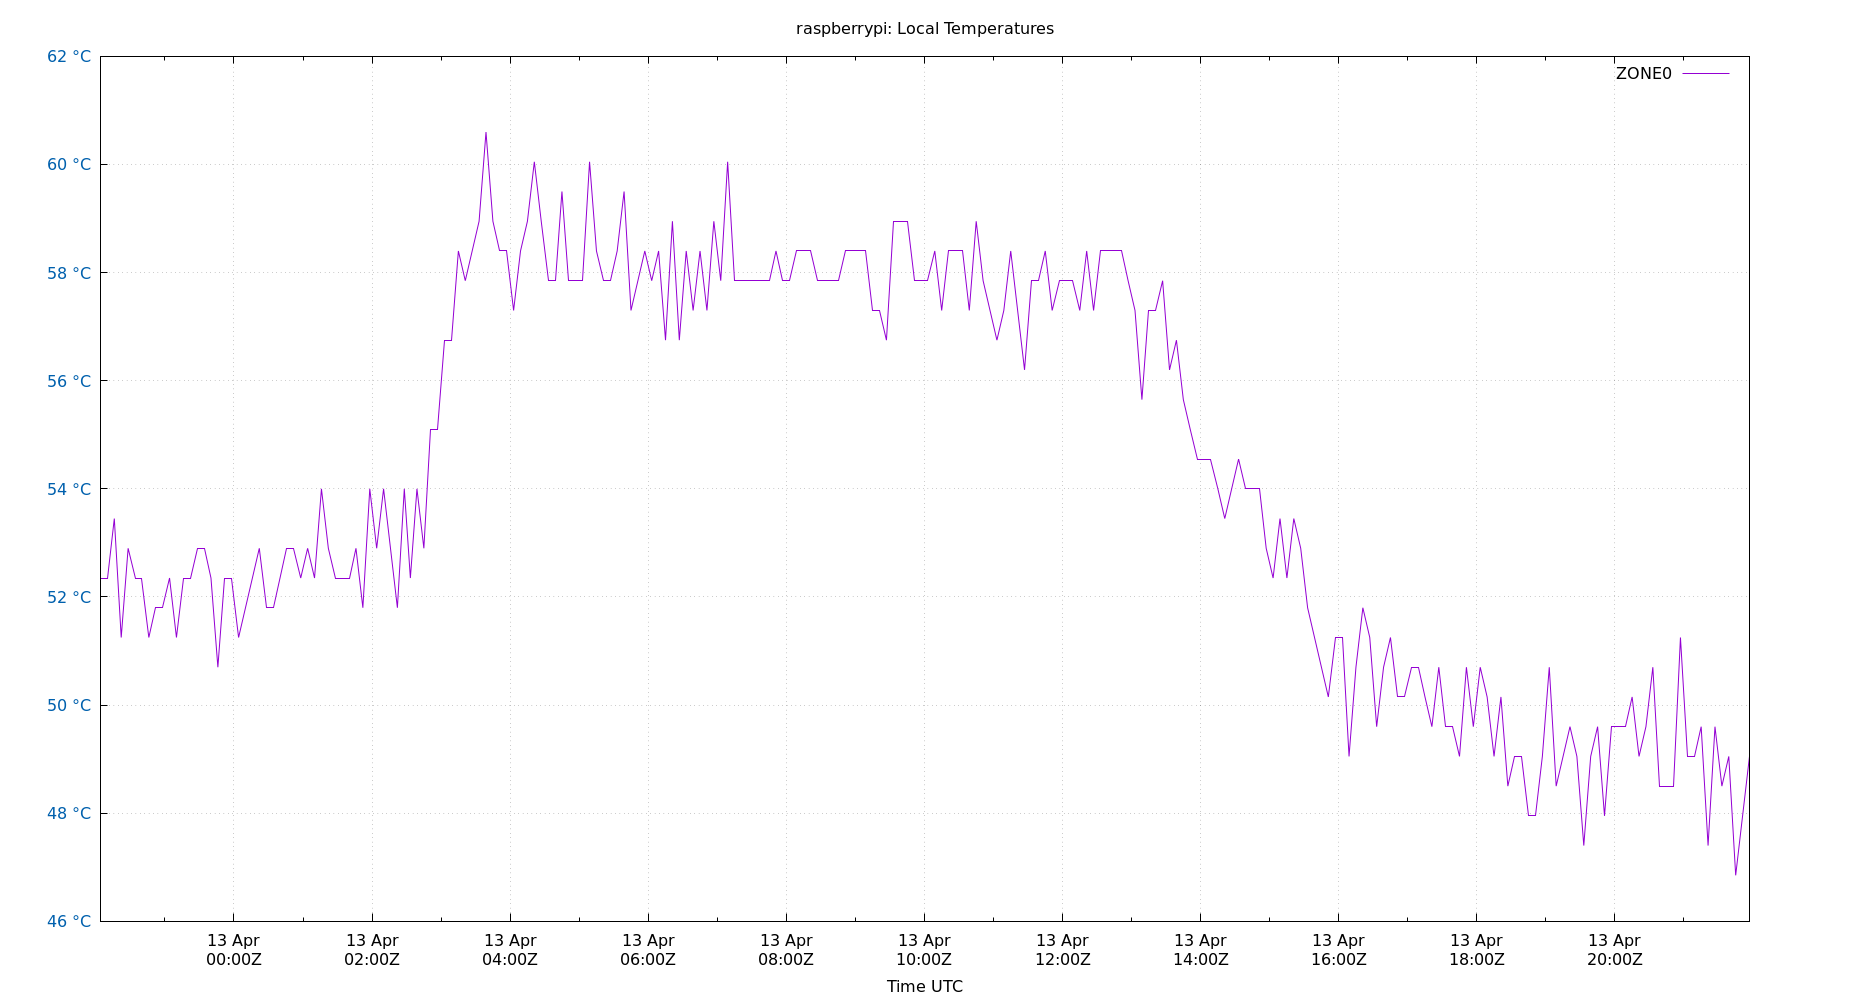 raspberrypi: Local Temperatures
62 °C
ZONE0
60 °C
58 °C
56 °C
54 °C
52 °C
50 °C
48 °C
46 °C
13 Apr 13 Apr 13 Apr 13 Apr 13 Apr 13 Apr 13 Apr 13 Apr 13 Apr 13 Apr 13 Apr
00:00Z 02:00Z 04:00Z 06:00Z 08:00Z 10:00Z 12:00Z 14:00Z 16:00Z 18:00Z 20:00Z
Time UTC